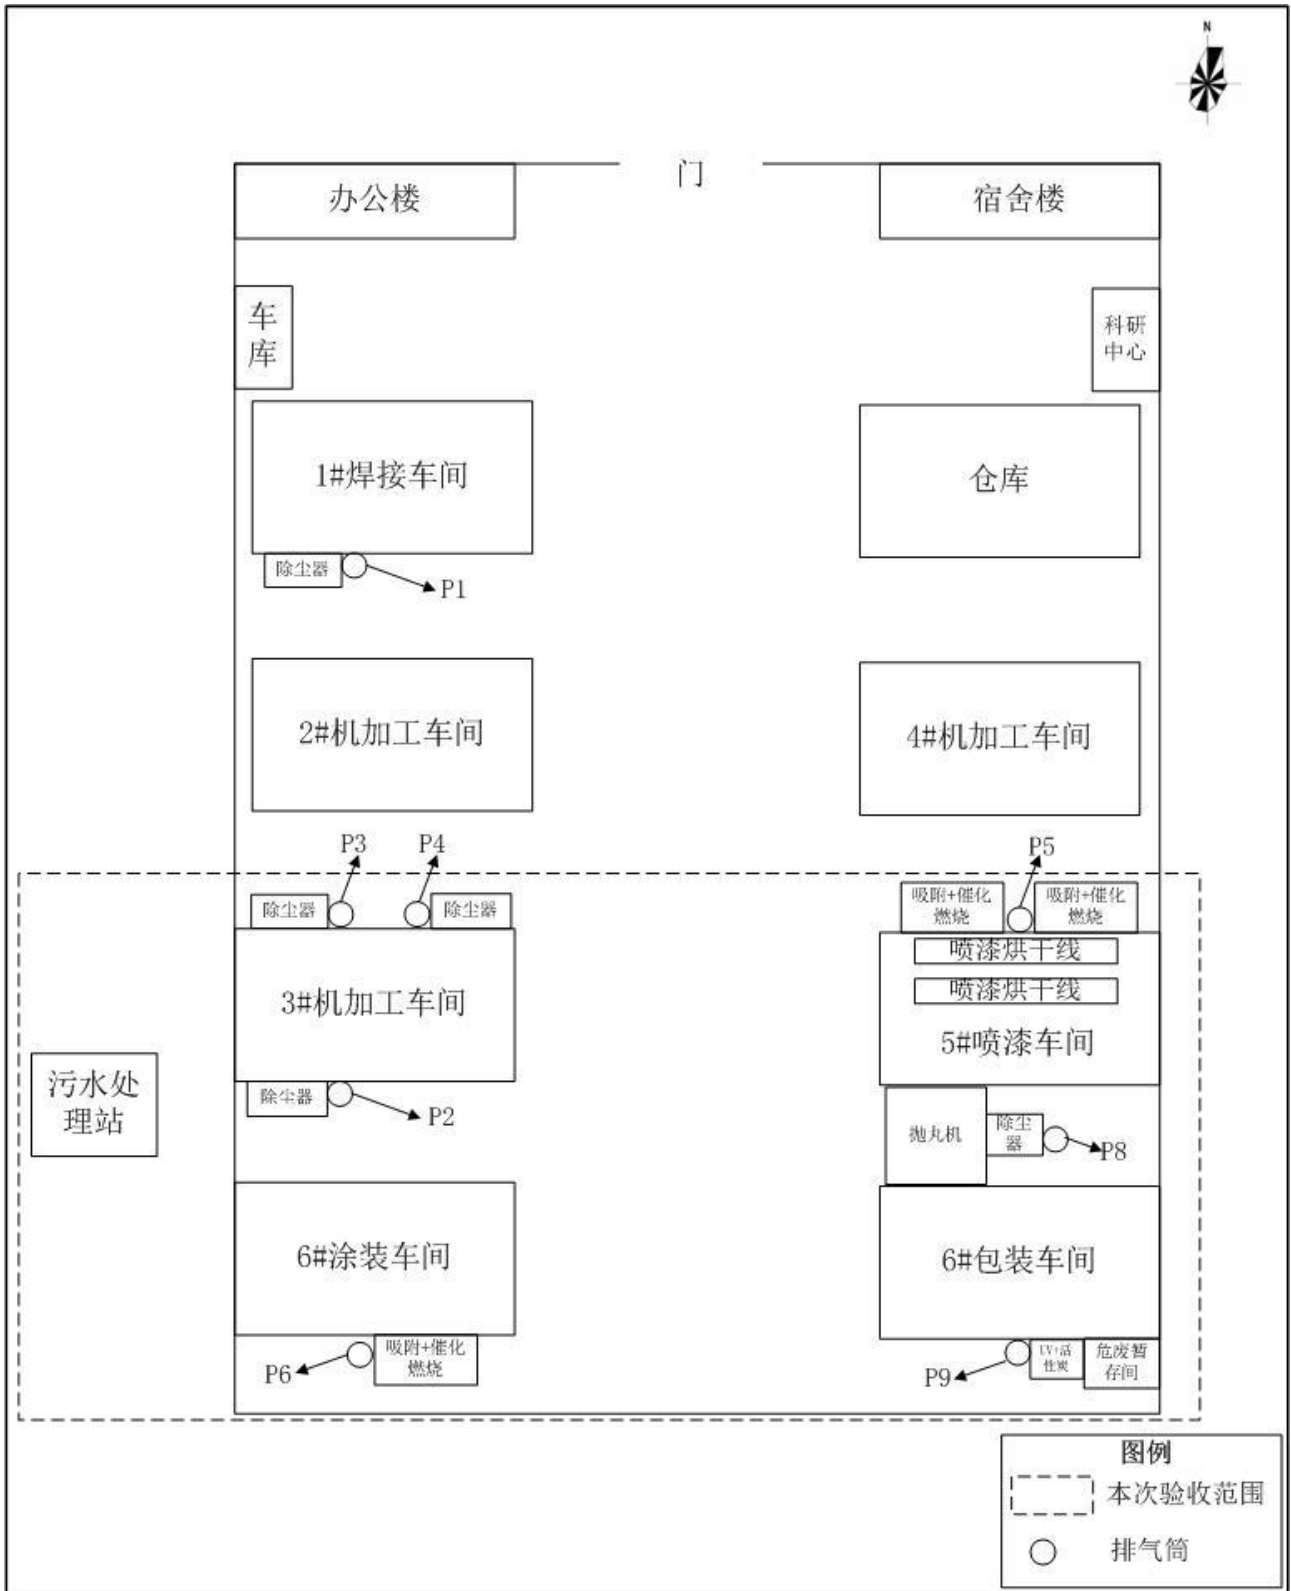 N
门
办公楼
宿舍楼
车
库
科研
中心
1#焊接车间
仓库
除尘器
P1
2#机加工车间
4#机加工车间
P3
P4
P5
除尘器
除尘器
吸附+催化
燃烧
吸附+催化
燃烧
喷漆烘干线
喷漆烘干线
3#机加工车间
5#喷漆车间
污水处
理站
除尘器
P2
抛丸机
除尘
器
P8
6#涂装车间
6#包装车间
P6
吸附+催化
燃烧
P9
UV+活
性炭
危废暂
存间
图例
本次验收范围
排气筒